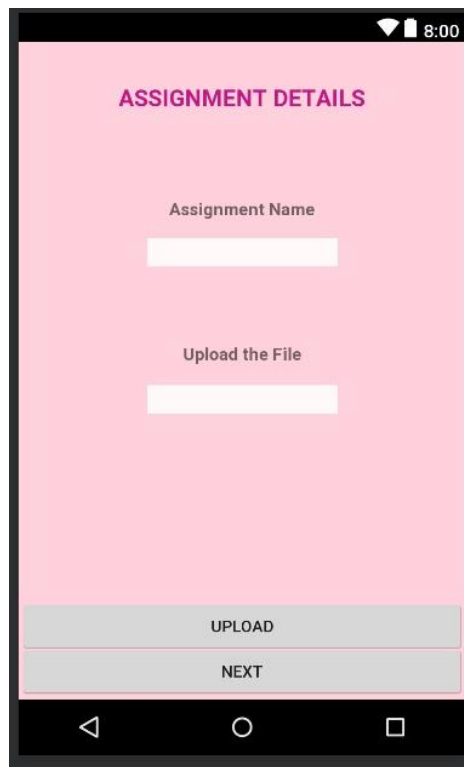 8:00
ASSIGNMENT DETAILS
Assignment Name
Upload the File
UPLOAD
NEXT